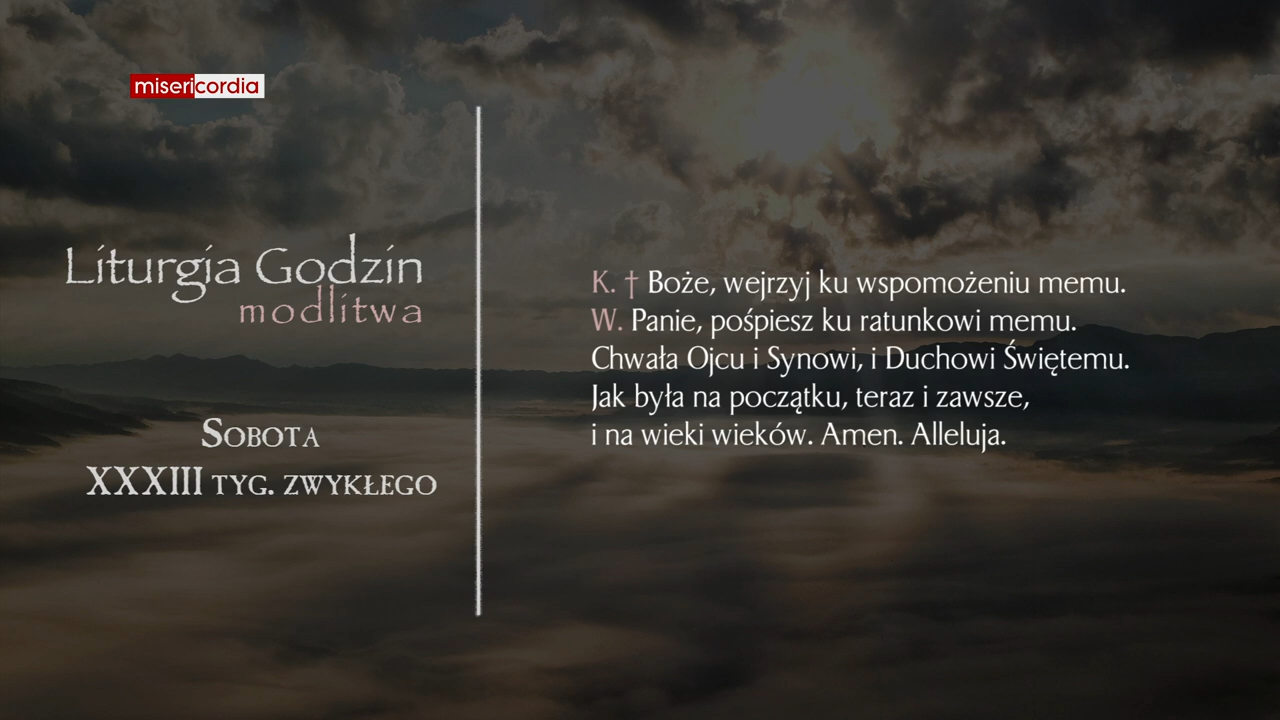 misericordia
Liturgia Godzin
modlitwa
Sobota
XXXIII tyg. zwykłego
K. † Boże, wejrzyj ku wspomożeniu memu.
W. Panie, pośpiesz ku ratunkowi memu.
Chwała Ojcu i Synowi, i Duchowi Świętemu.
Jak była na początku, teraz i zawsze,
i na wieki wieków. Amen. Alleluja.